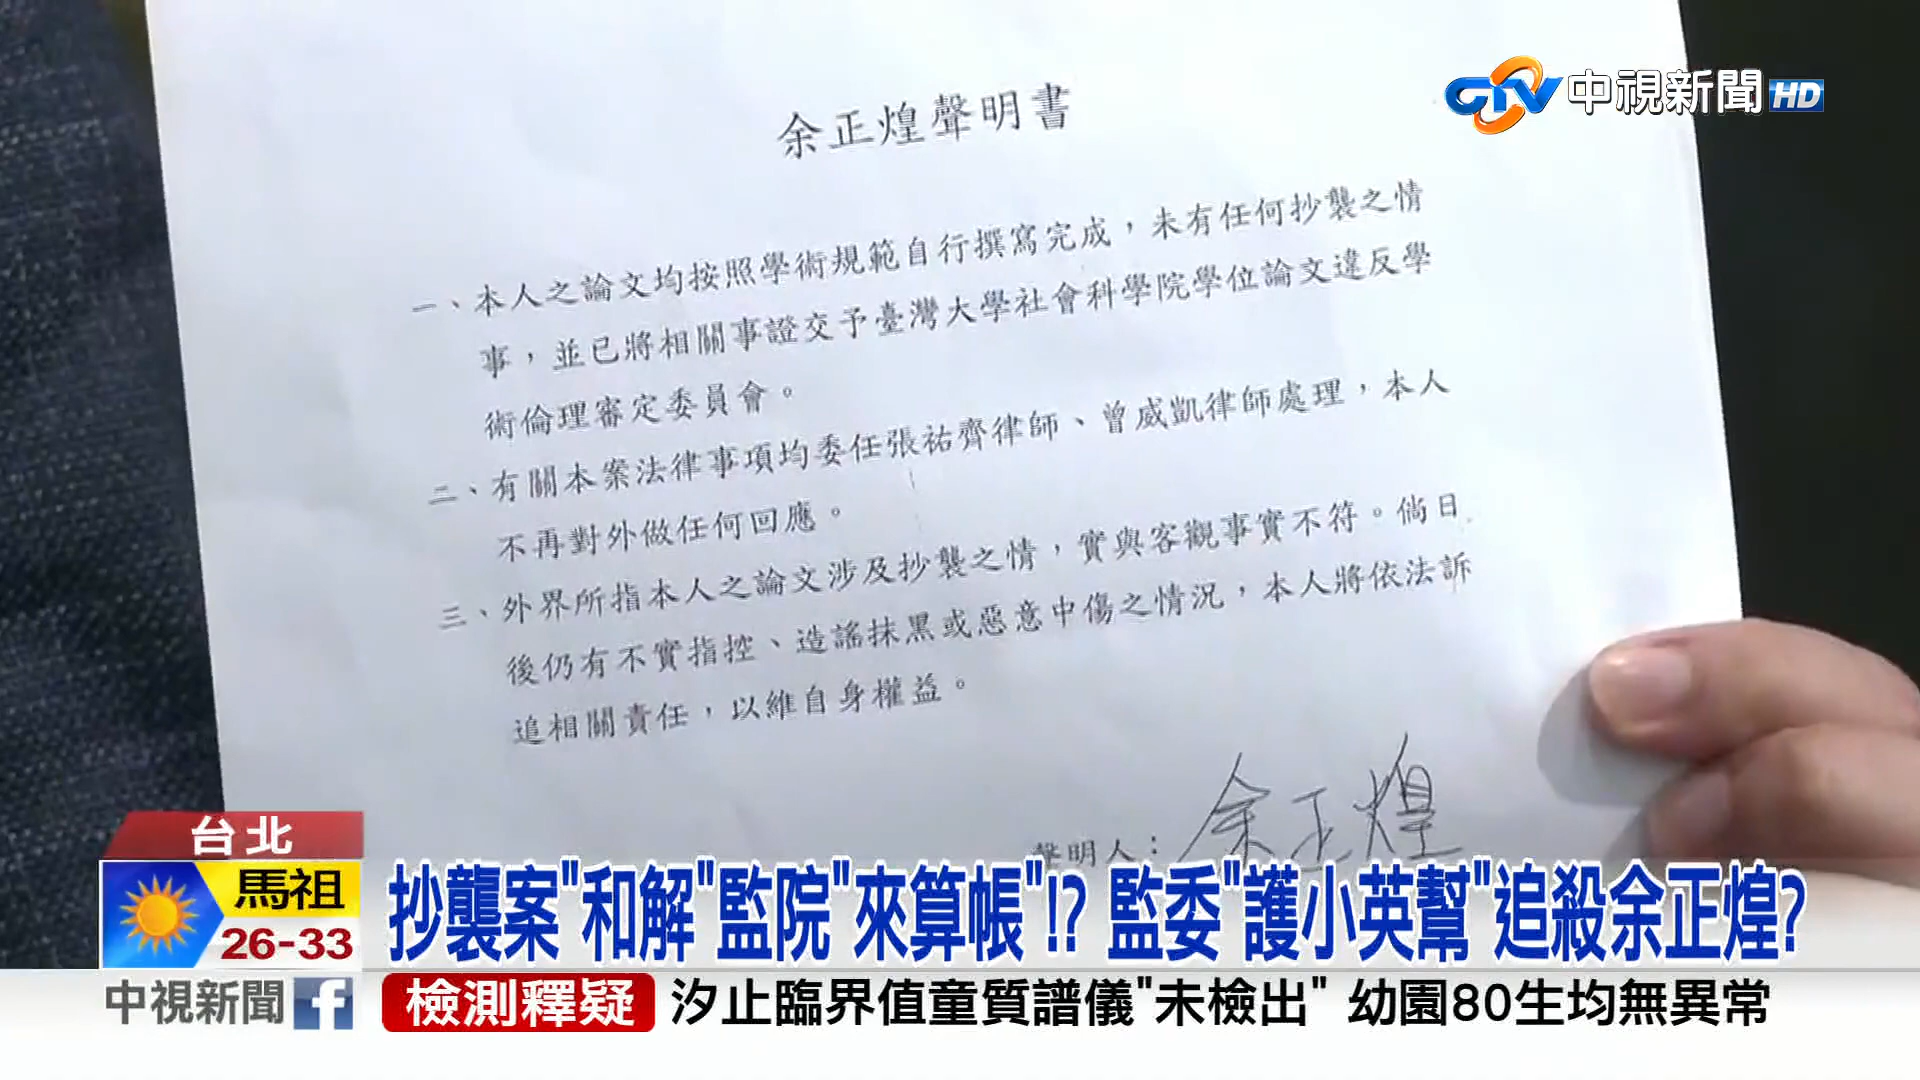 CTV 中視新聞 HD
余正煌聲明書
一、本人之論文均按照學術規範自行撰寫完成，未有任何抄襲之情
事，並已將相關事證交予臺灣大學社會科學院學位論文違反學
術倫理審定委員會。
二、有關本案法律事項均委任張祐齊律師、曾威凱律師處理，本人
不再對外做任何回應。
三、外界所指本人之論文涉及抄襲之情，實與客觀事實不符。倘日
後仍有不實指控、造謠抹黑或惡意中傷之情況，本人將依法訴
追相關責任，以維自身權益。
聲明人：余正煌
台北
馬祖
26-33
抄襲案"和解"監院"來算帳"!? 監委"護小英幫"追殺余正煌?
中視新聞 f
檢測釋疑 汐止臨界值童質譜儀"未檢出" 幼園80生均無異常